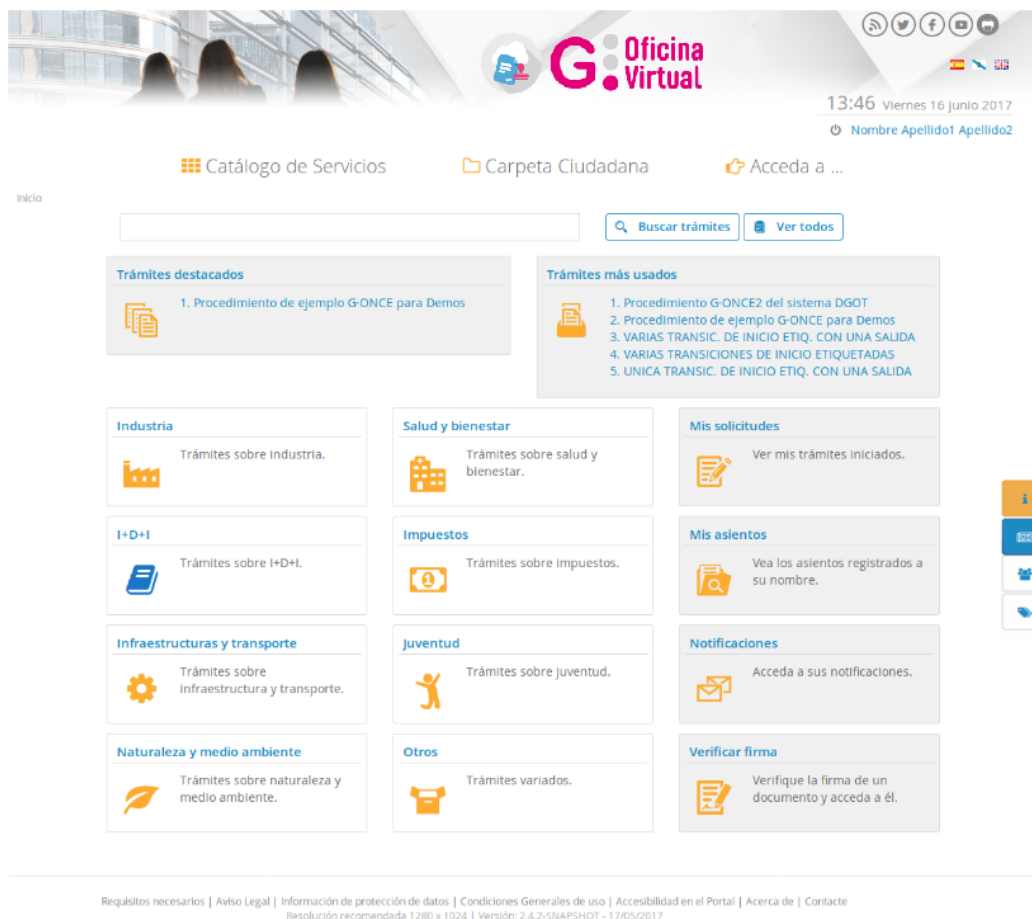 G. Oficina
Virtual
13:46 Viernes 16 junio 2017
Nombre Apellido1 Apellido2
Catálogo de Servicios
Carpeta Ciudadana
Acceda a ...
Inicio
Buscar trámites
Ver todos
Trámites destacados
1. Procedimiento de ejemplo G-ONCE para Demos
Trámites más usados
1. Procedimiento G-ONCE2 del sistema DGOT
2. Procedimiento de ejemplo G-ONCE para Demos
3. VARIAS TRANSIC. DE INICIO ETIQ. CON UNA SALIDA
4. VARIAS TRANSICIONES DE INICIO ETIQUETADAS
5. UNICA TRANSIC. DE INICIO ETIQ. CON UNA SALIDA
Industria
Trámites sobre industria.
Salud y bienestar
Trámites sobre salud y
bienestar.
Mis solicitudes
Ver mis trámites iniciados.
I+D+I
Trámites sobre I+D+I.
Impuestos
Trámites sobre impuestos.
Mis asientos
Vea los asientos registrados a
su nombre.
Infraestructuras y transporte
Trámites sobre
infraestructura y transporte.
Juventud
Trámites sobre juventud.
Notificaciones
Acceda a sus notificaciones.
Naturaleza y medio ambiente
Trámites sobre naturaleza y
medio ambiente.
Otros
Trámites variados.
Verificar firma
Verifique la firma de un
documento y acceda a él.
Requisitos necesarios | Aviso Legal | Información de protección de datos | Condiciones Generales de uso | Accesibilidad en el Portal | Acerca de | Contacte
Resolución recomendada 1280 x 1024 | Versión: 2.4.2-SNAPSHOT - 17/05/2017